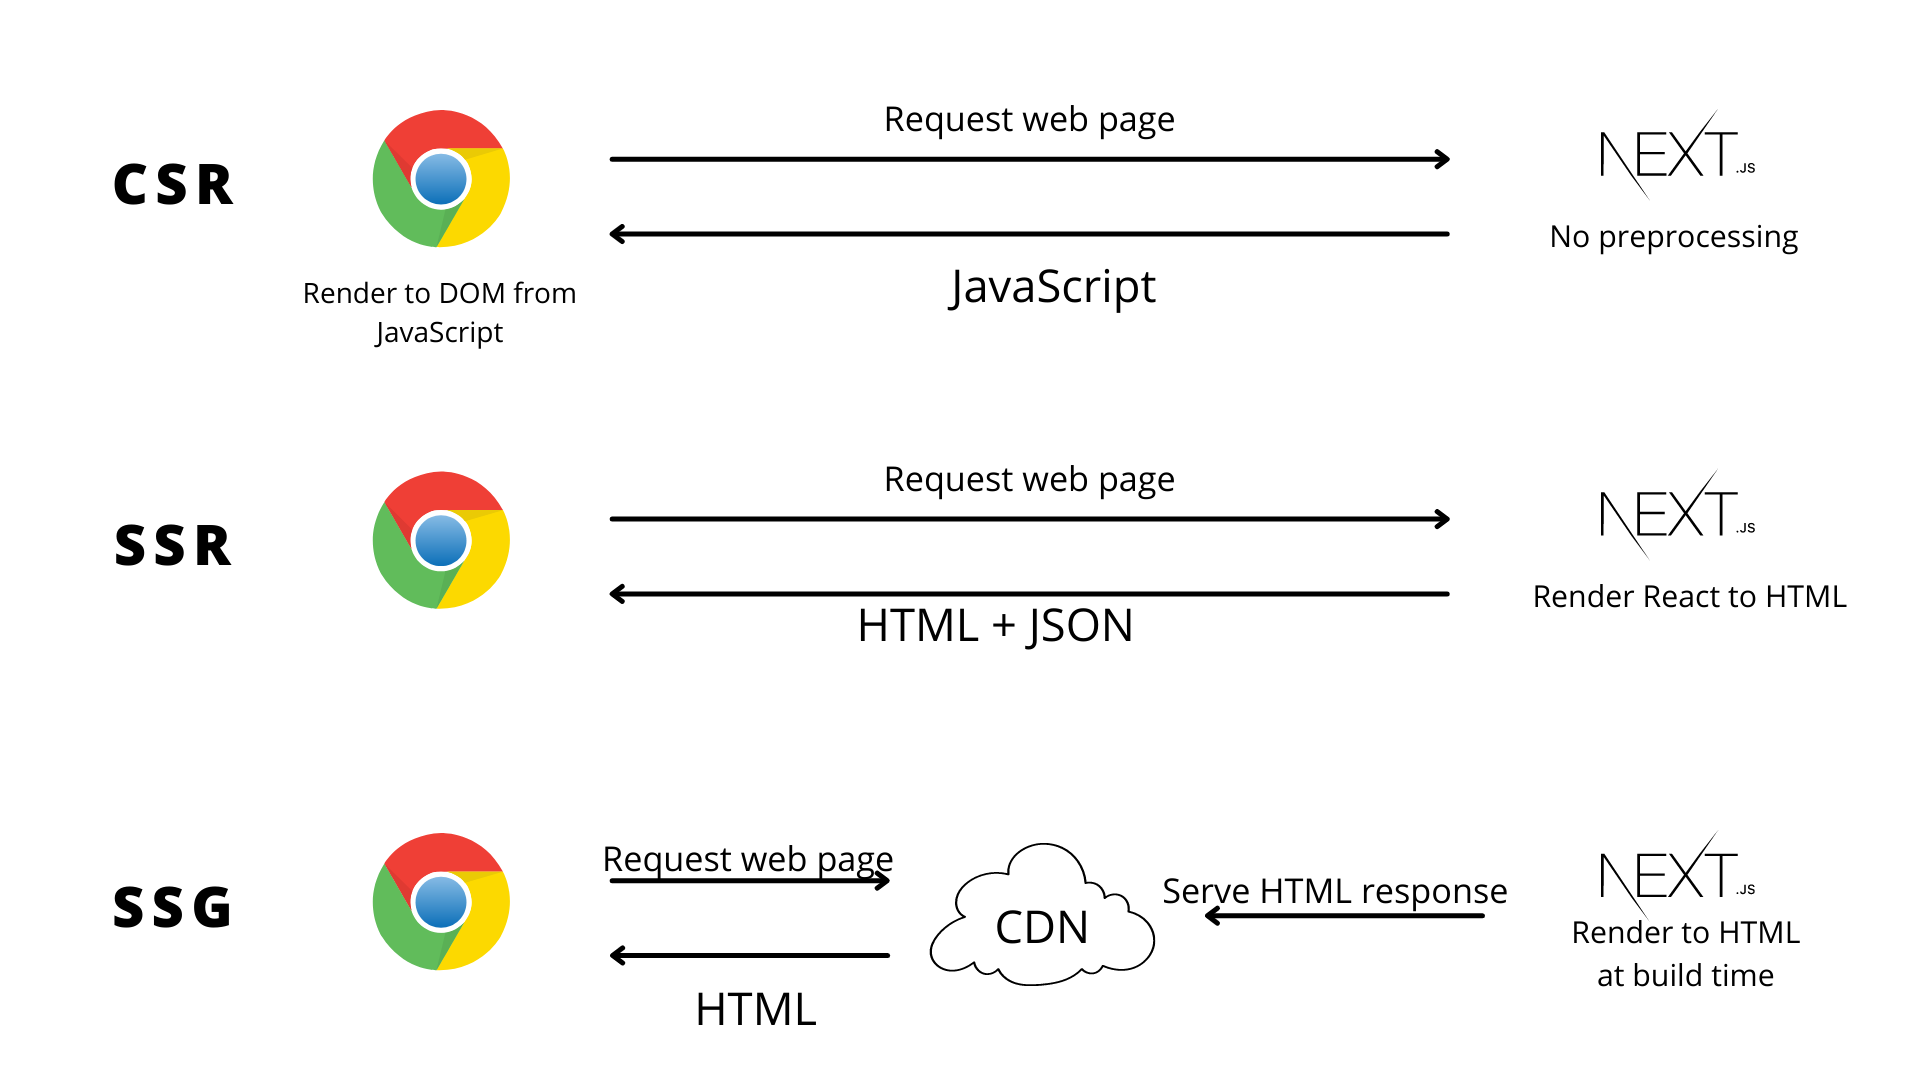 CSR
Request web page
NEXT.JS
No preprocessing
JavaScript
Render to DOM from
JavaScript
SSR
Request web page
NEXT.JS
Render React to HTML
HTML + JSON
SSG
Request web page
CDN
Serve HTML response
NEXT.JS
Render to HTML
at build time
HTML